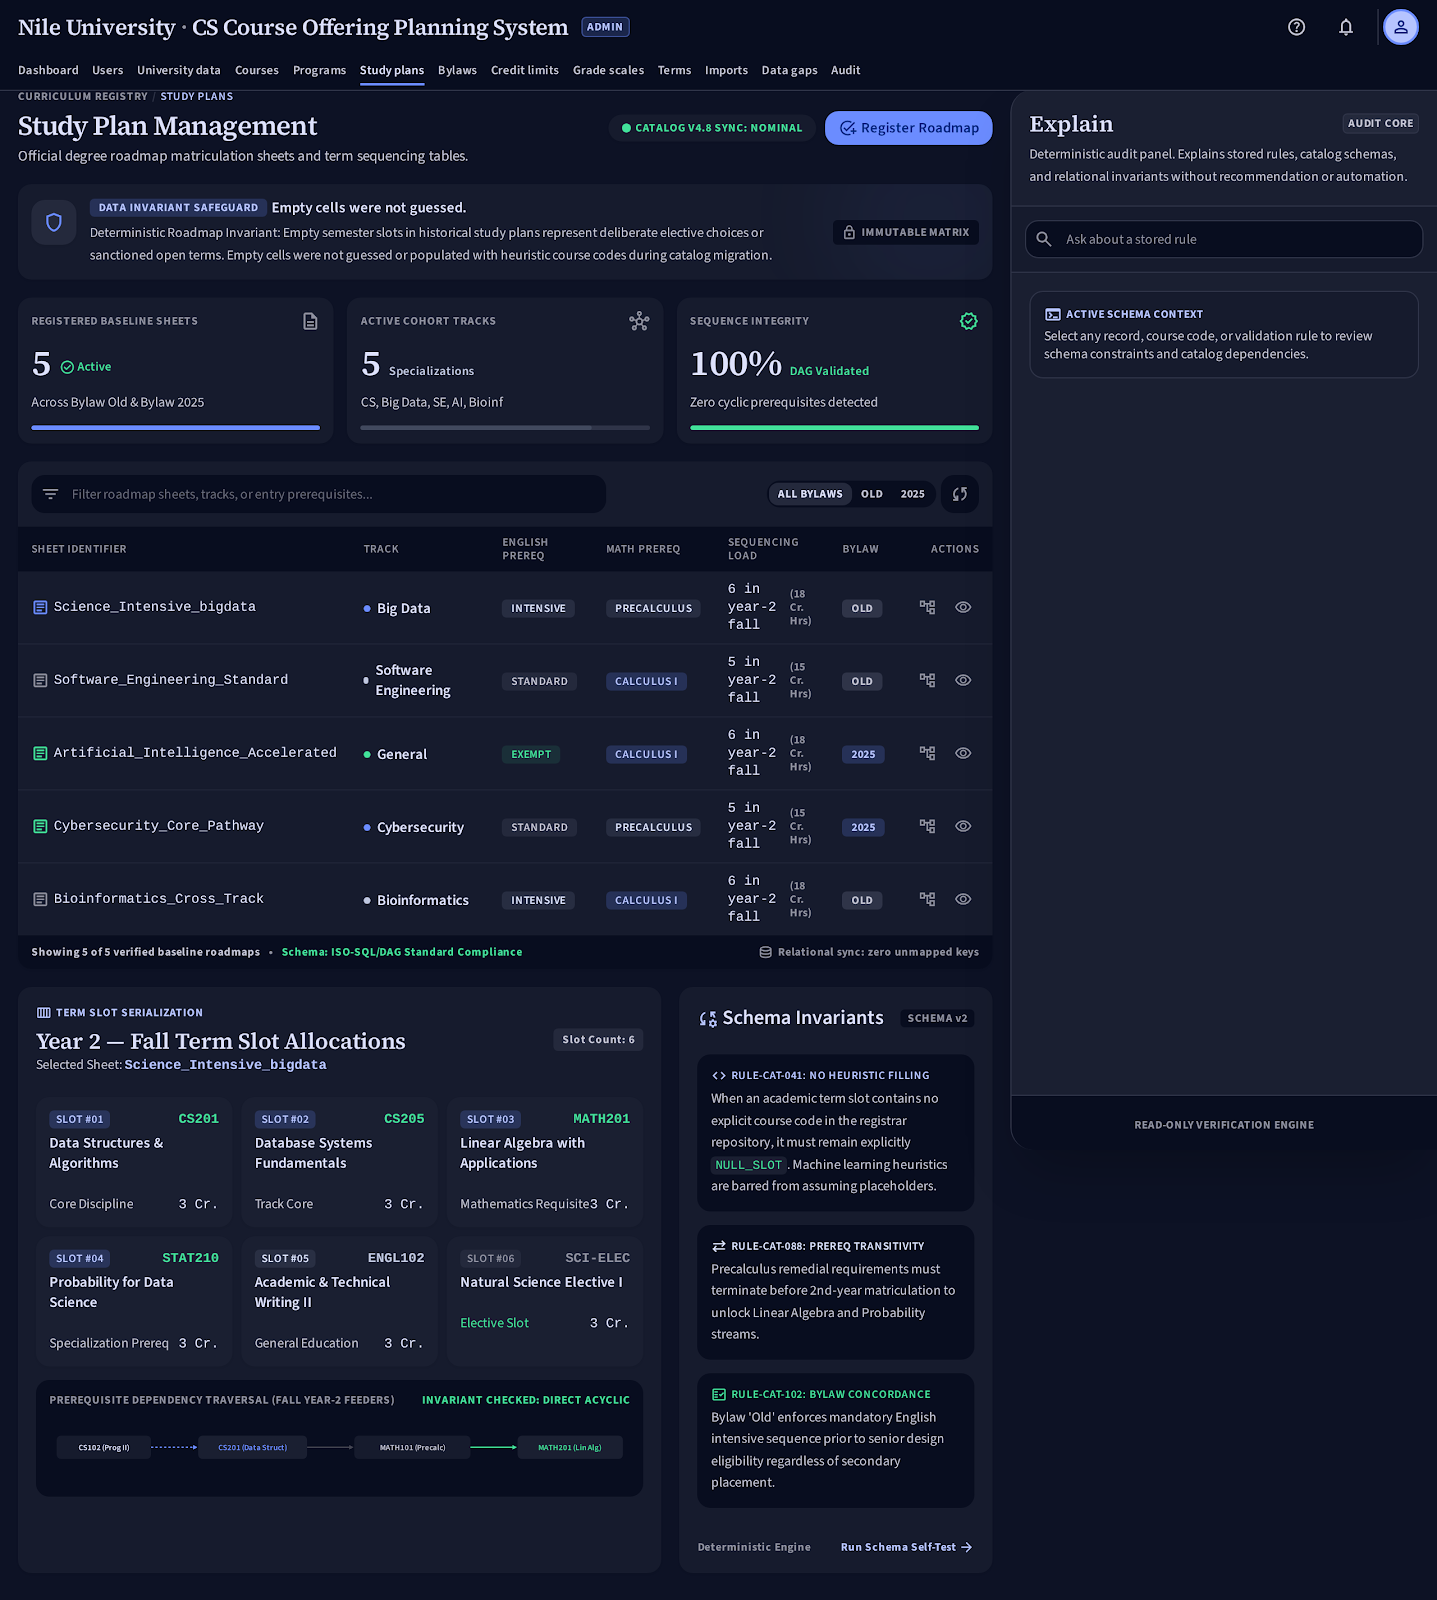 Nile University · CS Course Offering Planning System
ADMIN
Dashboard Users University data Courses Programs Study plans Bylaws Credit limits Grade scales Terms Imports Data gaps Audit
CURRICULUM REGISTRY / STUDY PLANS
Study Plan Management
Official degree roadmap matriculation sheets and term sequencing tables.
CATALOG V4.8 SYNC: NOMINAL
Register Roadmap
DATA INVARIANT SAFEGUARD Empty cells were not guessed.
Deterministic Roadmap Invariant: Empty semester slots in historical study plans represent deliberate elective choices or
sanctioned open terms. Empty cells were not guessed or populated with heuristic course codes during catalog migration.
IMMUTABLE MATRIX
REGISTERED BASELINE SHEETS
5 Active
Across Bylaw Old & Bylaw 2025
ACTIVE COHORT TRACKS
5 Specializations
CS, Big Data, SE, AI, Bioinf
SEQUENCE INTEGRITY
100% DAG Validated
Zero cyclic prerequisites detected
Filter roadmap sheets, tracks, or entry prerequisites...
ALL BYLAWS OLD 2025
SHEET IDENTIFIER TRACK ENGLISH PREREQ MATH PREREQ SEQUENCING LOAD BYLAW ACTIONS
Science_Intensive_bigdata Big Data INTENSIVE PRECALCULUS 6 in year-2 fall (18 Cr. Hrs) OLD
Software_Engineering_Standard Software Engineering STANDARD CALCULUS I 5 in year-2 fall (15 Cr. Hrs) OLD
Artificial_Intelligence_Accelerated General EXEMPT CALCULUS I 6 in year-2 fall (18 Cr. Hrs) 2025
Cybersecurity_Core_Pathway Cybersecurity STANDARD PRECALCULUS 5 in year-2 fall (15 Cr. Hrs) 2025
Bioinformatics_Cross_Track Bioinformatics INTENSIVE CALCULUS I 6 in year-2 fall (18 Cr. Hrs) OLD
Showing 5 of 5 verified baseline roadmaps • Schema: ISO-SQL/DAG Standard Compliance
Relational sync: zero unmapped keys
TERM SLOT SERIALIZATION
Year 2 — Fall Term Slot Allocations
Slot Count: 6
Selected Sheet: Science_Intensive_bigdata
SLOT #01 CS201
Data Structures &
Algorithms
Core Discipline 3 Cr.
SLOT #02 CS205
Database Systems
Fundamentals
Track Core 3 Cr.
SLOT #03 MATH201
Linear Algebra with
Applications
Mathematics Requisite 3 Cr.
SLOT #04 STAT210
Probability for Data
Science
Specialization Prereq 3 Cr.
SLOT #05 ENGL102
Academic & Technical
Writing II
General Education 3 Cr.
SLOT #06 SCI-ELEC
Natural Science Elective I
Elective Slot 3 Cr.
PREREQUISITE DEPENDENCY TRAVERSAL (FALL YEAR-2 FEEDERS)
INVARIANT CHECKED: DIRECT ACYCLIC
CS102 (Prog II) CS201 (Data Struct) MATH101 (Precalc) MATH201 (Lin Alg)
Schema Invariants
SCHEMA v2
RULE-CAT-041: NO HEURISTIC FILLING
When an academic term slot contains no
explicit course code in the registrar
repository, it must remain explicitly
NULL_SLOT. Machine learning heuristics
are barred from assuming placeholders.
RULE-CAT-088: PREREQ TRANSITIVITY
Precalculus remedial requirements must
terminate before 2nd-year matriculation to
unlock Linear Algebra and Probability
streams.
RULE-CAT-102: BYLAW CONCORDANCE
Bylaw 'Old' enforces mandatory English
intensive sequence prior to senior design
eligibility regardless of secondary
placement.
Deterministic Engine
Run Schema Self-Test
Explain
AUDIT CORE
Deterministic audit panel. Explains stored rules, catalog schemas,
and relational invariants without recommendation or automation.
Ask about a stored rule
ACTIVE SCHEMA CONTEXT
Select any record, course code, or validation rule to review
schema constraints and catalog dependencies.
READ-ONLY VERIFICATION ENGINE